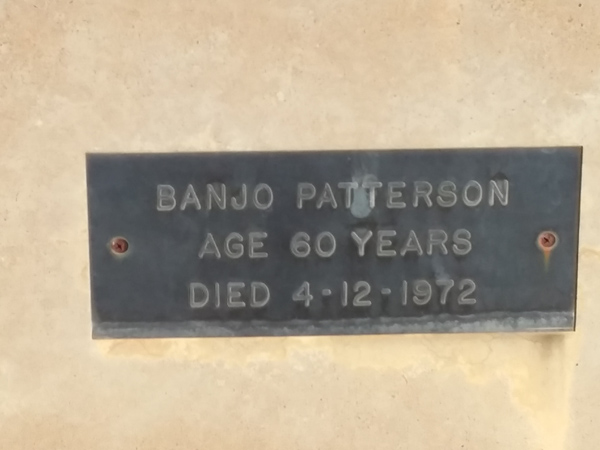 BANJO PATTERSON
AGE 60 YEARS
DIED 4-12-1972